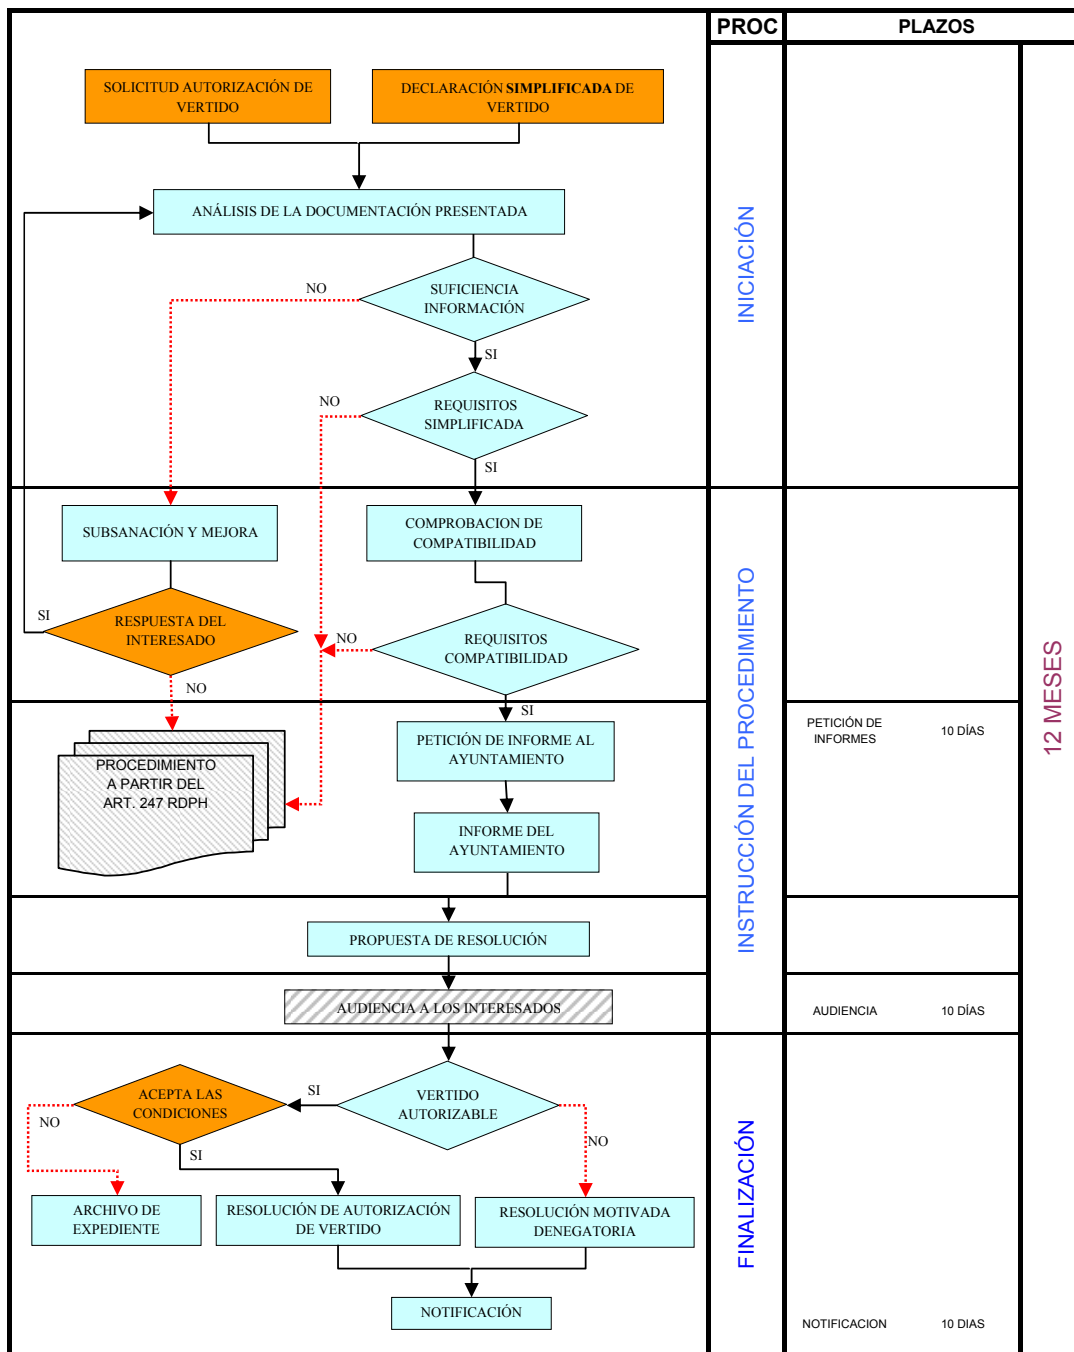 PROC
PLAZOS
SOLICITUD AUTORIZACIÓN DE
VERTIDO
DECLARACIÓN SIMPLIFICADA DE
VERTIDO
ANÁLISIS DE LA DOCUMENTACIÓN PRESENTADA
INICIACIÓN
NO
SUFICIENCIA
INFORMACIÓN
SI
NO
REQUISITOS
SIMPLIFICADA
SI
SUBSANACIÓN Y MEJORA
COMPROBACION DE
COMPATIBILIDAD
SI
RESPUESTA DEL
INTERESADO
NO
REQUISITOS
COMPATIBILIDAD
NO
SI
INSTRUCCIÓN DEL PROCEDIMIENTO
12 MESES
PROCEDIMIENTO
A PARTIR DEL
ART. 247 RDPH
PETICIÓN DE INFORME AL
AYUNTAMIENTO
PETICIÓN DE
INFORMES
10 DÍAS
INFORME DEL
AYUNTAMIENTO
PROPUESTA DE RESOLUCIÓN
AUDIENCIA A LOS INTERESADOS
AUDIENCIA
10 DÍAS
ACEPTA LAS
CONDICIONES
SI
VERTIDO
AUTORIZABLE
NO
NO
SI
FINALIZACIÓN
ARCHIVO DE
EXPEDIENTE
RESOLUCIÓN DE AUTORIZACIÓN
DE VERTIDO
RESOLUCIÓN MOTIVADA
DENEGATORIA
NOTIFICACIÓN
NOTIFICACION
10 DIAS